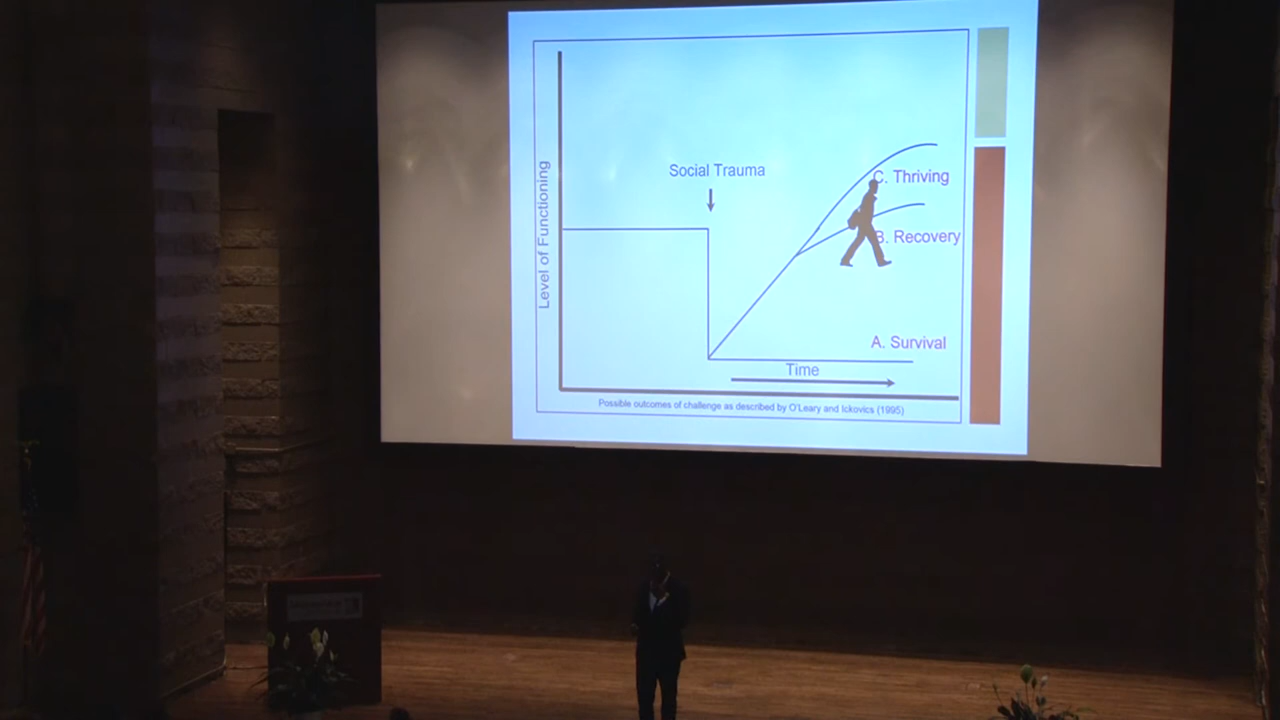 Level of Functioning
Social Trauma
C. Thriving
B. Recovery
A. Survival
Time
Possible outcomes of challenge as described by O'Leary and Ickovics (1995)